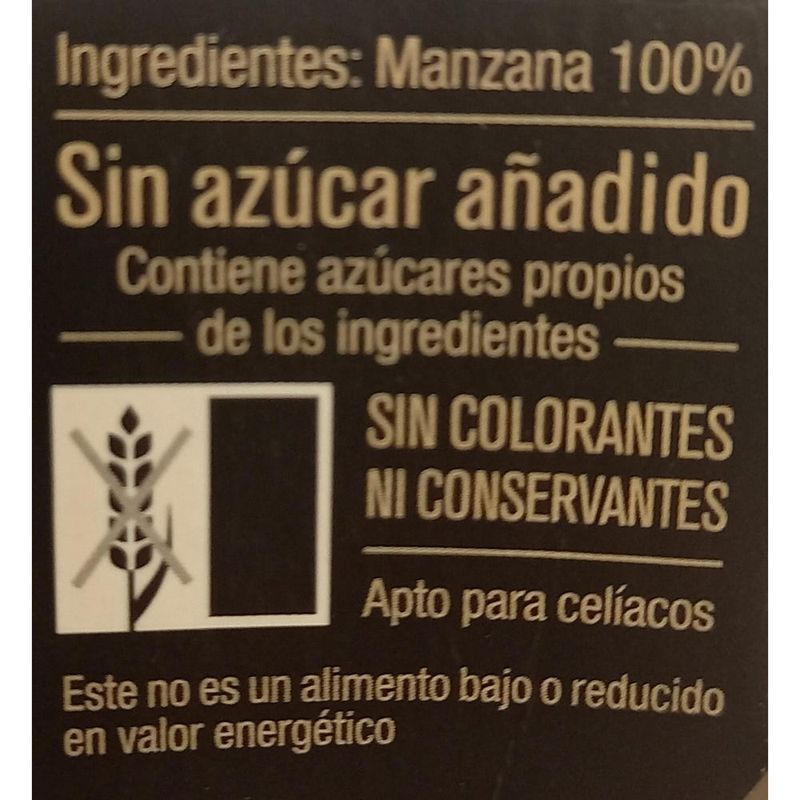 Ingredientes: Manzana 100%
Sin azúcar añadido
Contiene azúcares propios
de los ingredientes
SIN COLORANTES
NI CONSERVANTES
Apto para celíacos
Este no es un alimento bajo o reducido
en valor energético